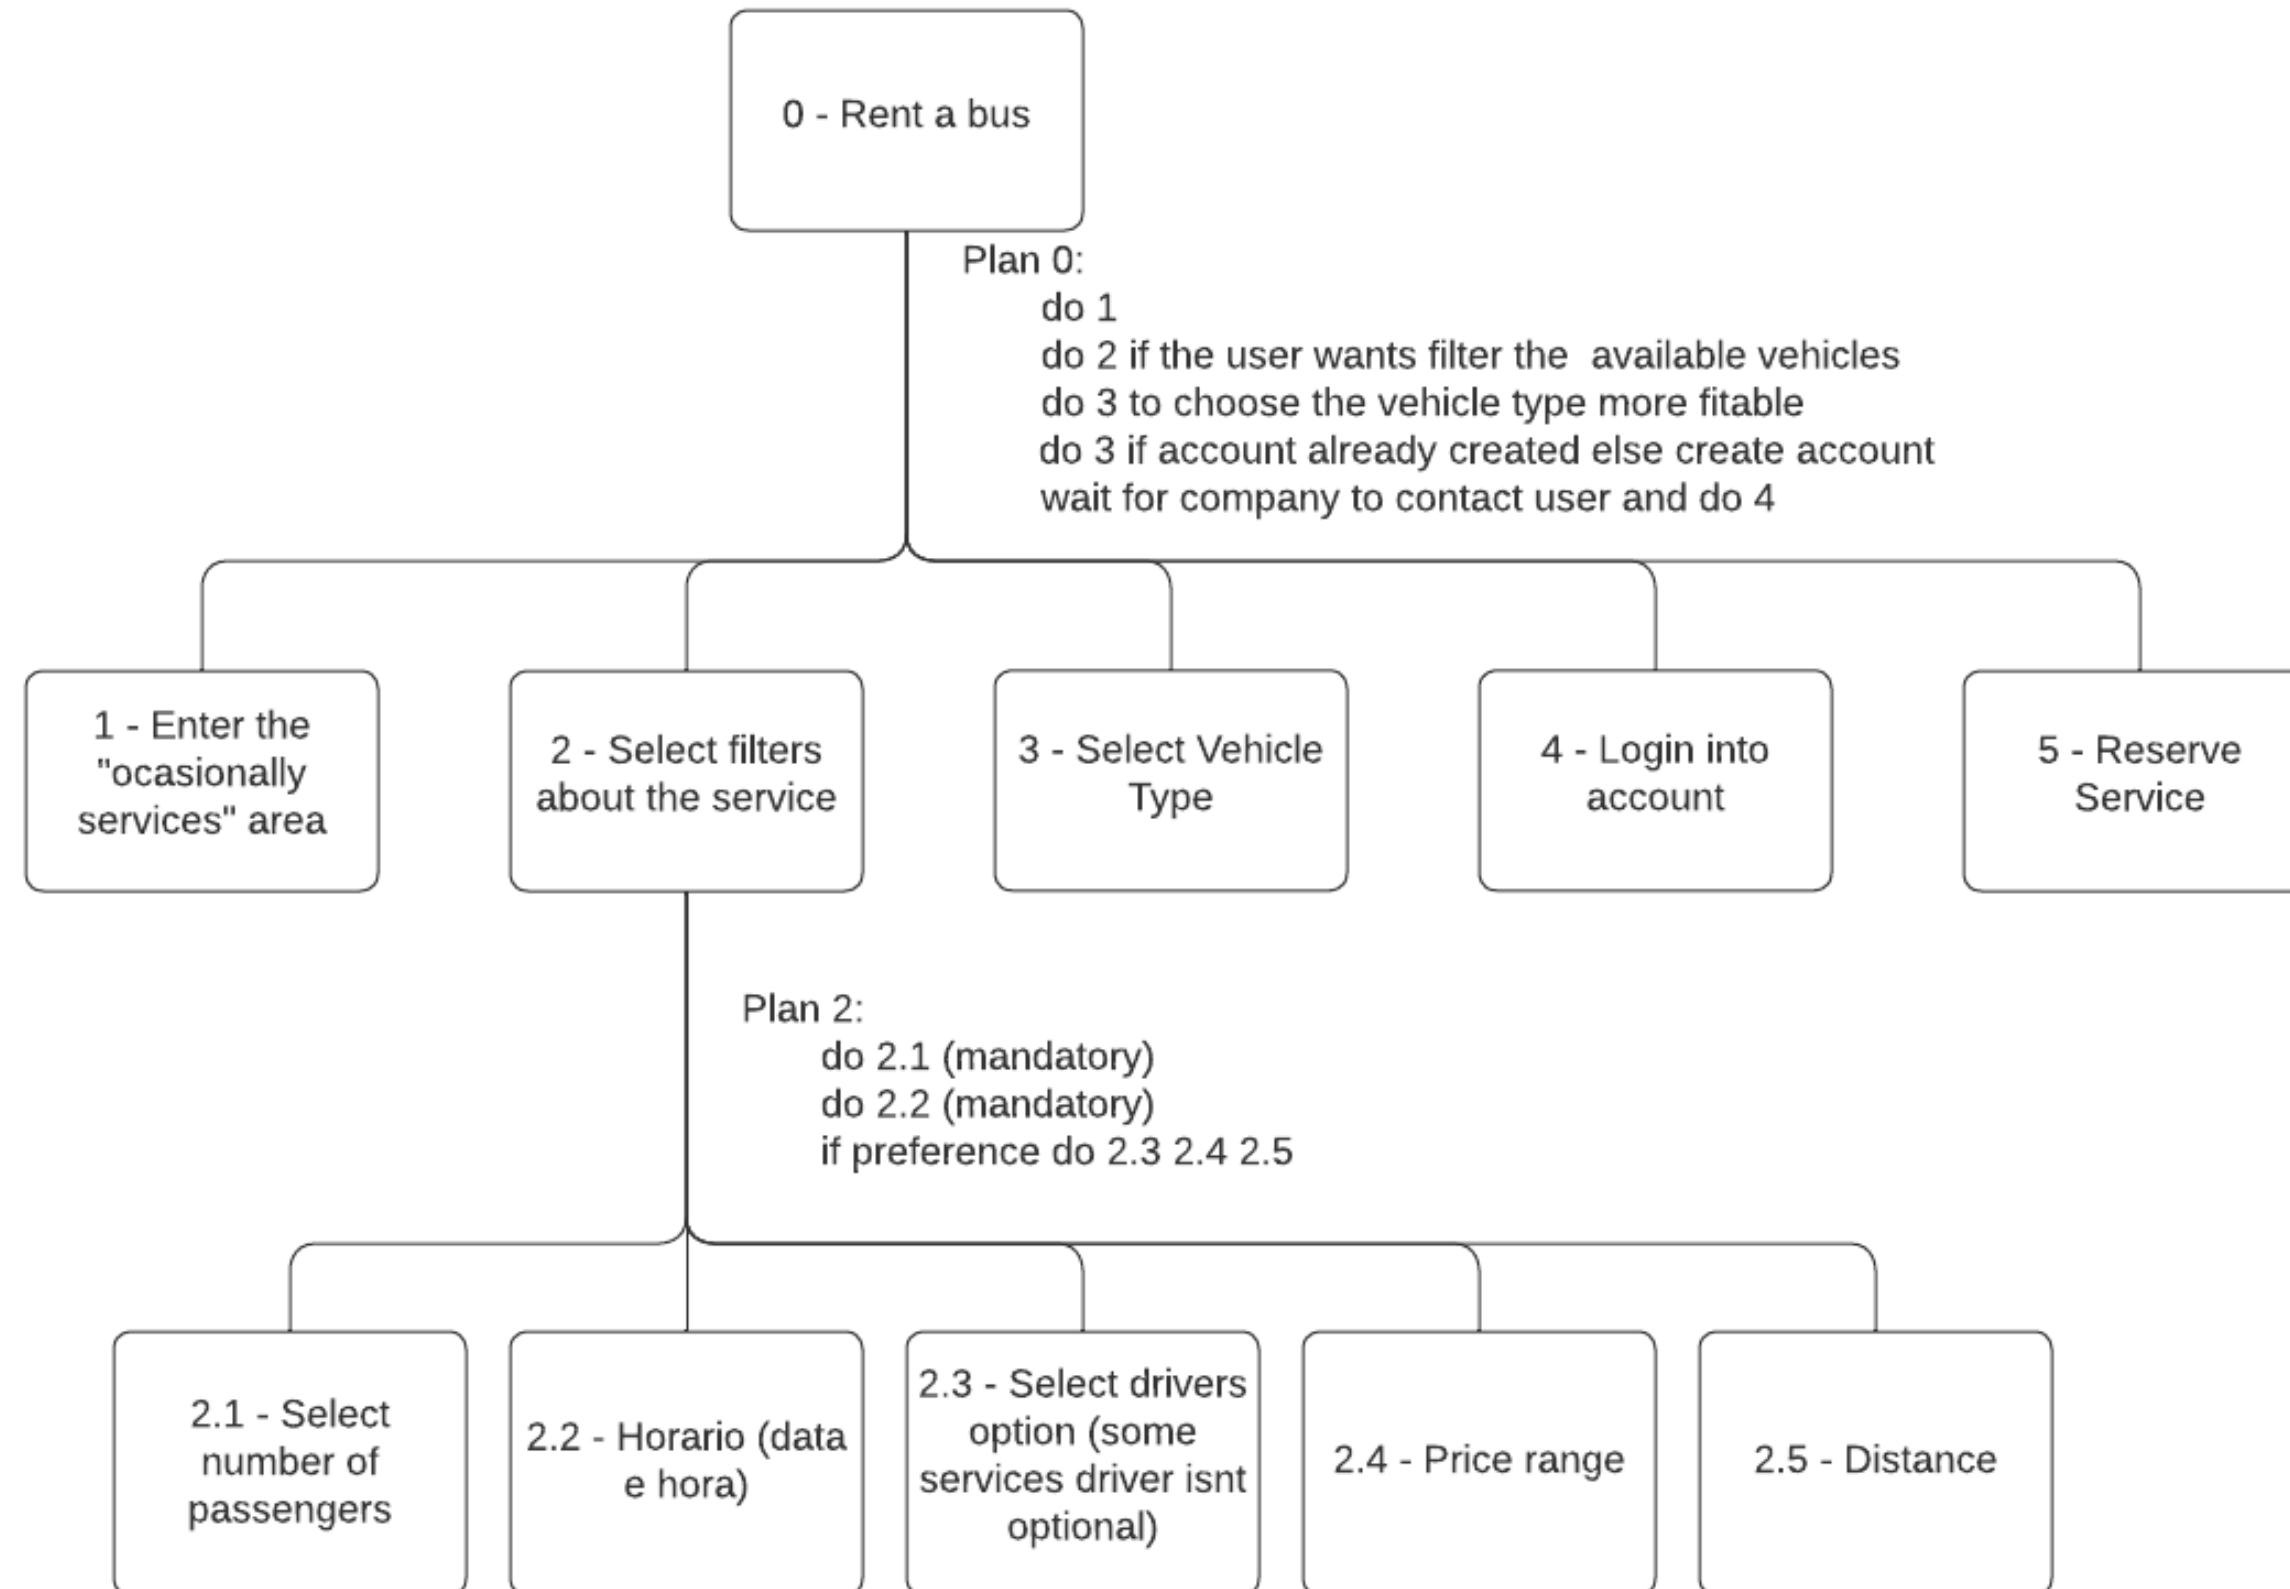 0 - Rent a bus
Plan 0:
do 1
do 2 if the user wants filter the  available vehicles
do 3 to choose the vehicle type more fitable
do 3 if account already created else create account
wait for company to contact user and do 4
1 - Enter the
"ocasionally
services" area
2 - Select filters
about the service
3 - Select Vehicle
Type
4 - Login into
account
5 - Reserve
Service
Plan 2:
do 2.1 (mandatory)
do 2.2 (mandatory)
if preference do 2.3 2.4 2.5
2.1 - Select
number of
passengers
2.2 - Horario (data
e hora)
2.3 - Select drivers
option (some
services driver isnt
optional)
2.4 - Price range
2.5 - Distance